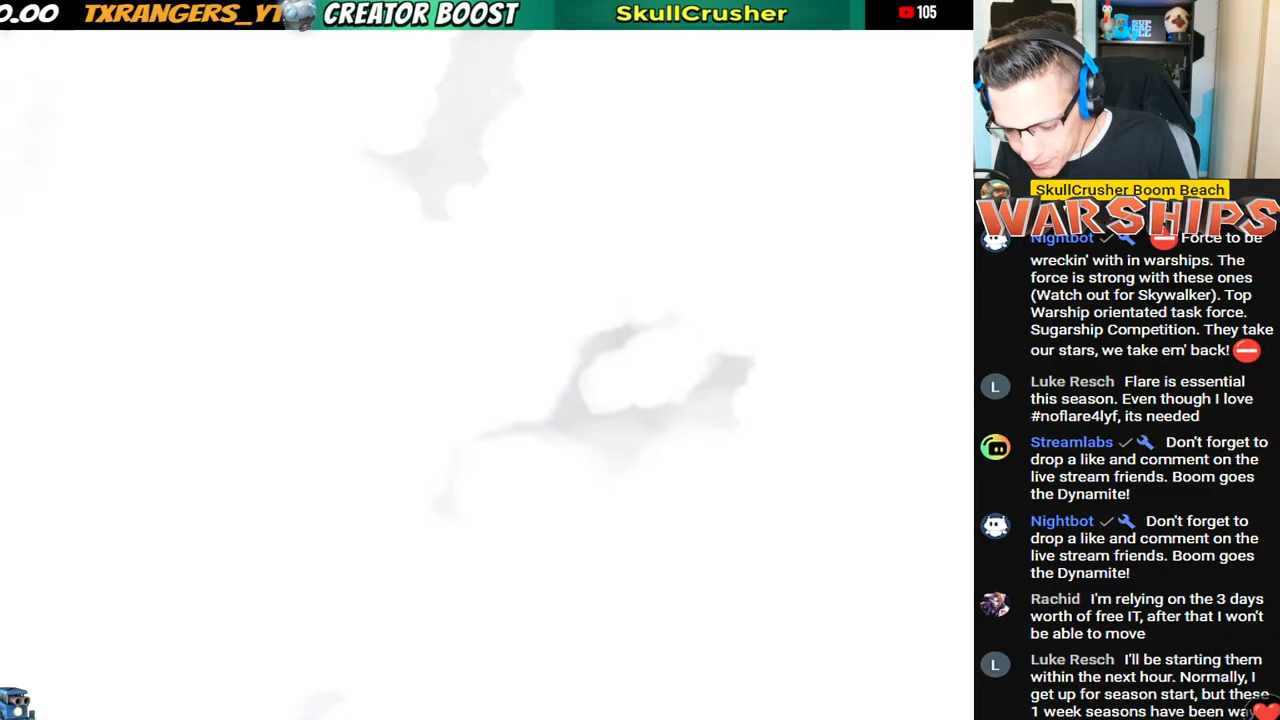 0.00 TXRANGERS_YT CREATOR BOOST SkullCrusher 105
SkullCrusher Boom Beach
WARSHIPS
Nightbot Force to be
wreckin' with in warships. The
force is strong with these ones
(Watch out for Skywalker). Top
Warship orientated task force.
Sugarship Competition. They take
our stars, we take em' back!
L Luke Resch Flare is essential
this season. Even though I love
#noflare4lyf, its needed
Streamlabs Don't forget to
drop a like and comment on the
live stream friends. Boom goes
the Dynamite!
Nightbot Don't forget to
drop a like and comment on the
live stream friends. Boom goes
the Dynamite!
Rachid I'm relying on the 3 days
worth of free IT, after that I won't
be able to move
L Luke Resch I'll be starting them
within the next hour. Normally, I
get up for season start, but these
1 week seasons have been